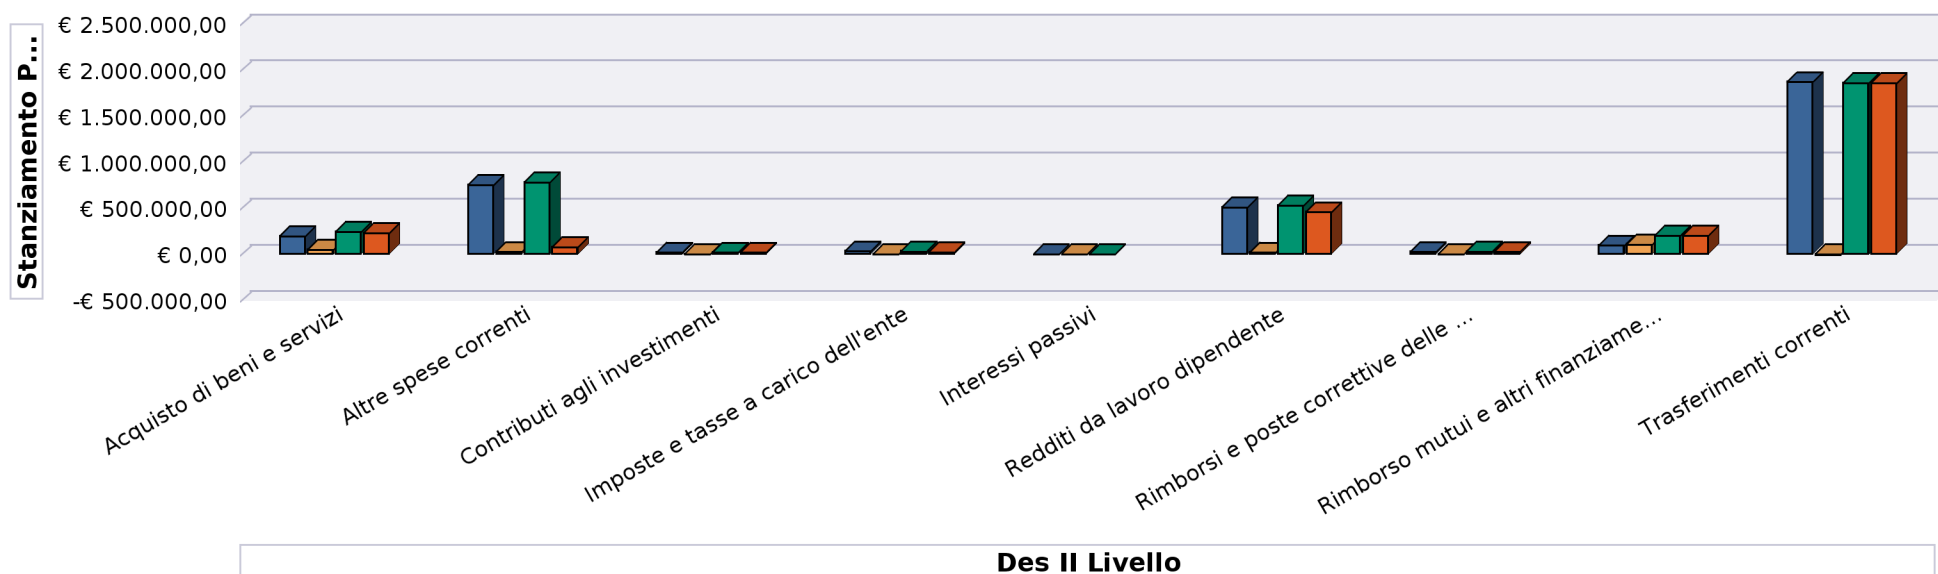 Stanziamento P...
€ 2.500.000,00
€ 2.000.000,00
€ 1.500.000,00
€ 1.000.000,00
€ 500.000,00
€ 0,00
-€ 500.000,00
Acquisto di beni e servizi
Altre spese correnti
Contributi agli investimenti
Imposte e tasse a carico dell'ente
Interessi passivi
Redditi da lavoro dipendente
Rimborsi e poste correttive delle ...
Rimborso mutui e altri finanziame...
Trasferimenti correnti
Des II Livello